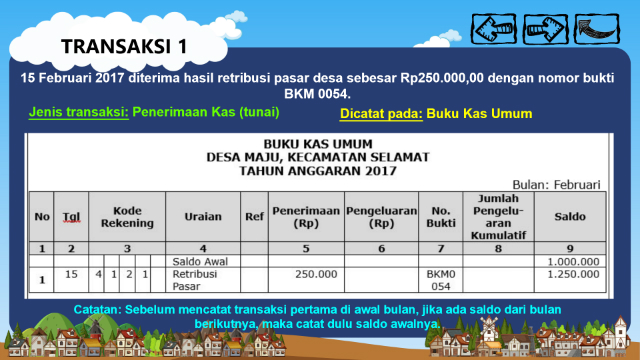 TRANSAKSI 1
15 Februari 2017 diterima hasil retribusi pasar desa sebesar Rp250.000,00 dengan nomor bukti
BKM 0054.
Jenis transaksi: Penerimaan Kas (tunai)
Dicatat pada: Buku Kas Umum
BUKU KAS UMUM
DESA MAJU, KECAMATAN SELAMAT
TAHUN ANGGARAN 2017
Bulan: Februari
No Tgl Kode Rekening Uraian Ref Penerimaan (Rp) Pengeluaran (Rp) No. Bukti Jumlah Pengelu-aran Kumulatif Saldo
1 2 3 4 5 6 7 8 9
Saldo Awal 1.000.000
1 15 4 1 2 1 Retribusi Pasar 250.000 BKM0 054 1.250.000
Catatan: Sebelum mencatat transaksi pertama di awal bulan, jika ada saldo dari bulan
berikutnya, maka catat dulu saldo awalnya.